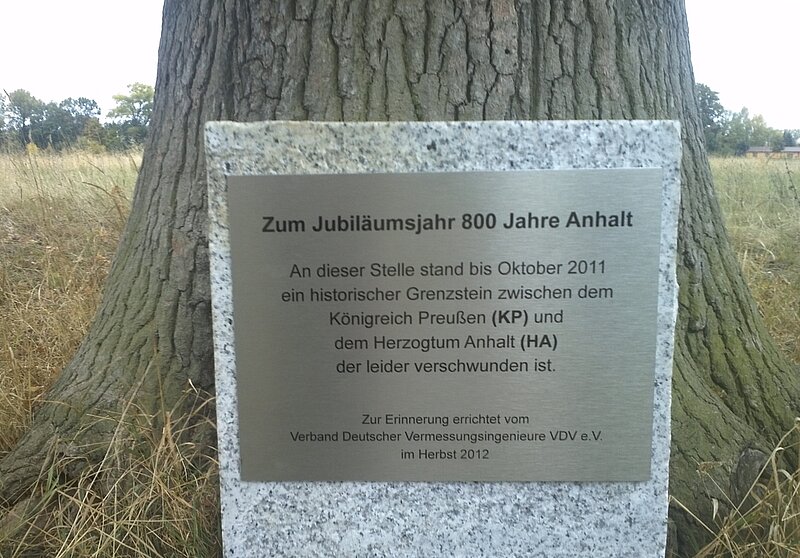 Zum Jubiläumsjahr 800 Jahre Anhalt
An dieser Stelle stand bis Oktober 2011
ein historischer Grenzstein zwischen dem
Königreich Preußen (KP) und
dem Herzogtum Anhalt (HA)
der leider verschwunden ist.
Zur Erinnerung errichtet vom
Verband Deutscher Vermessungsingenieure VDV e.V.
im Herbst 2012